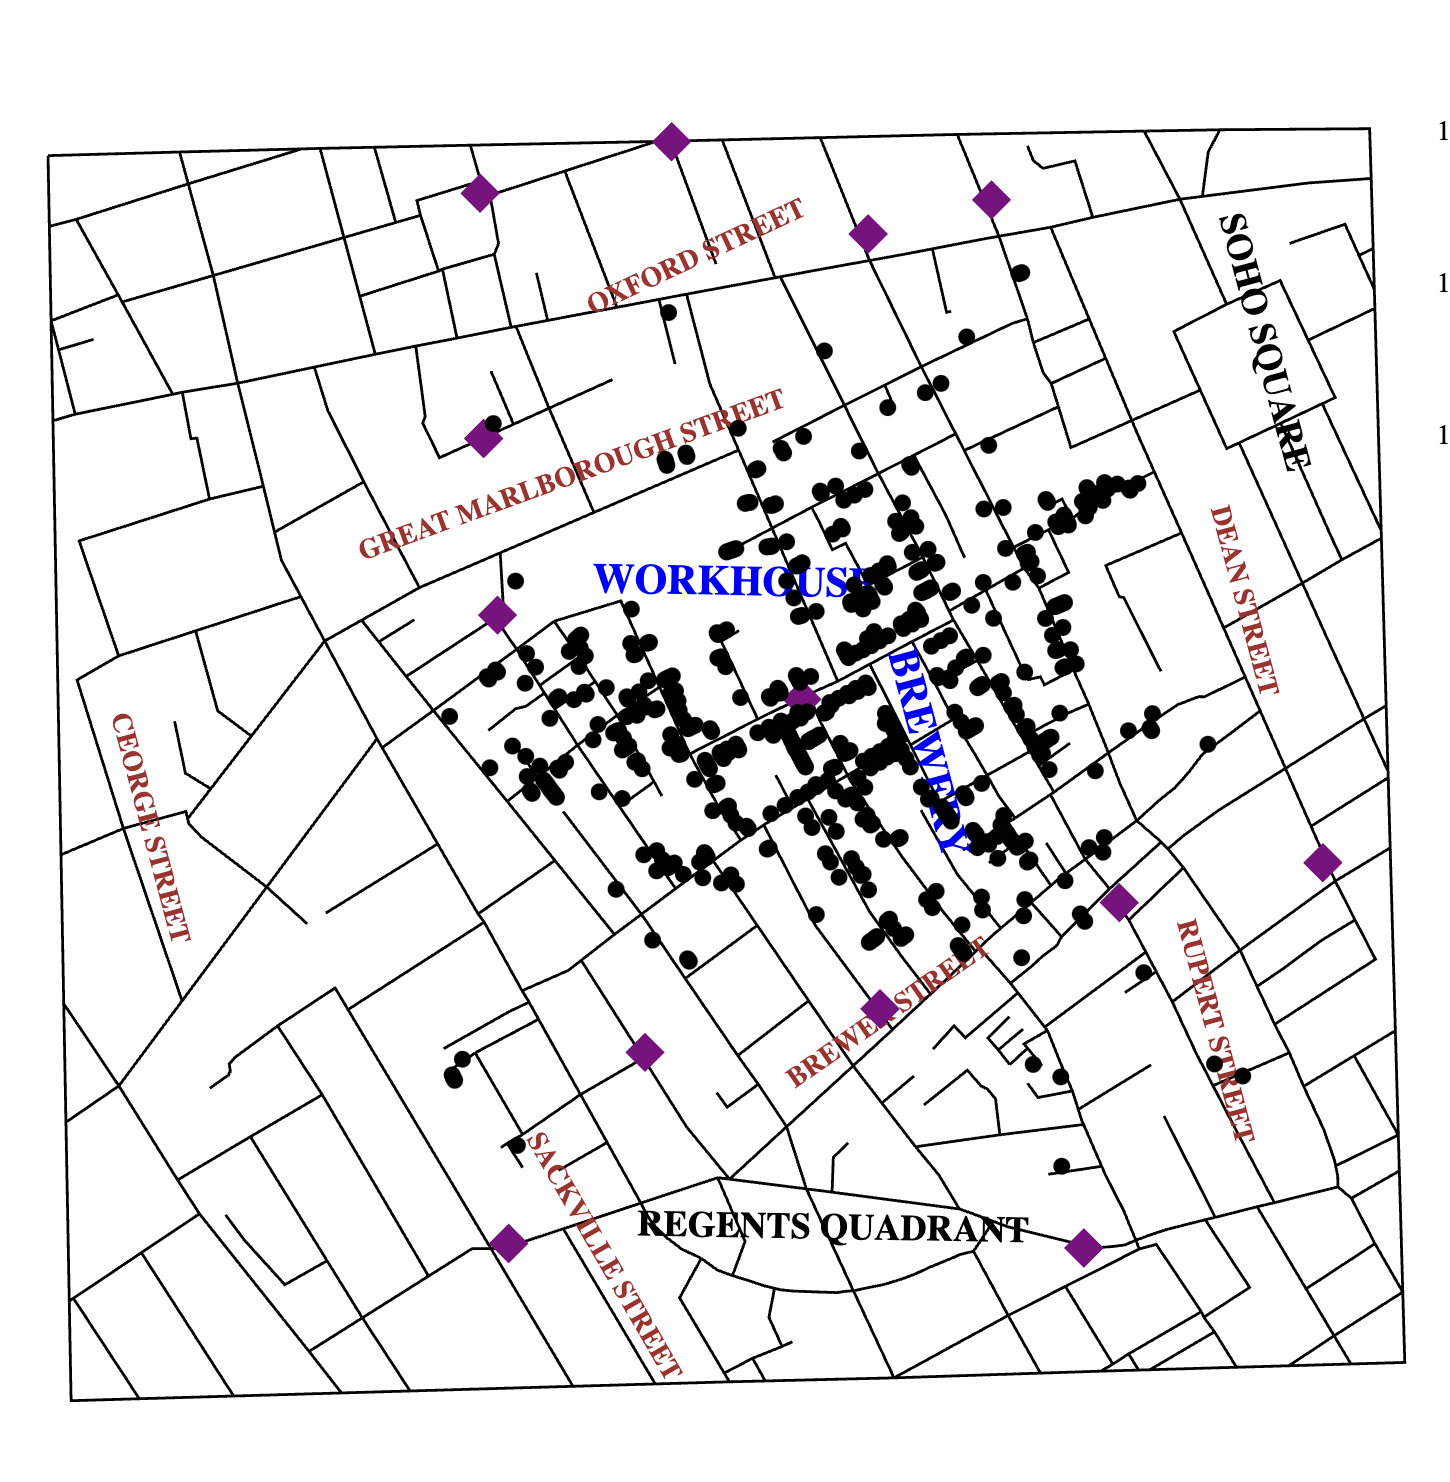 1
OXFORD STREET
SOHO SQUARE
1
GREAT MARLBOROUGH STREET
1
WORKHOUSE
DEAN STREET
BREWERY
CEORGE STREET
BREWER STREET
RUPERT STREET
SACKVILLE STREET
REGENTS QUADRANT